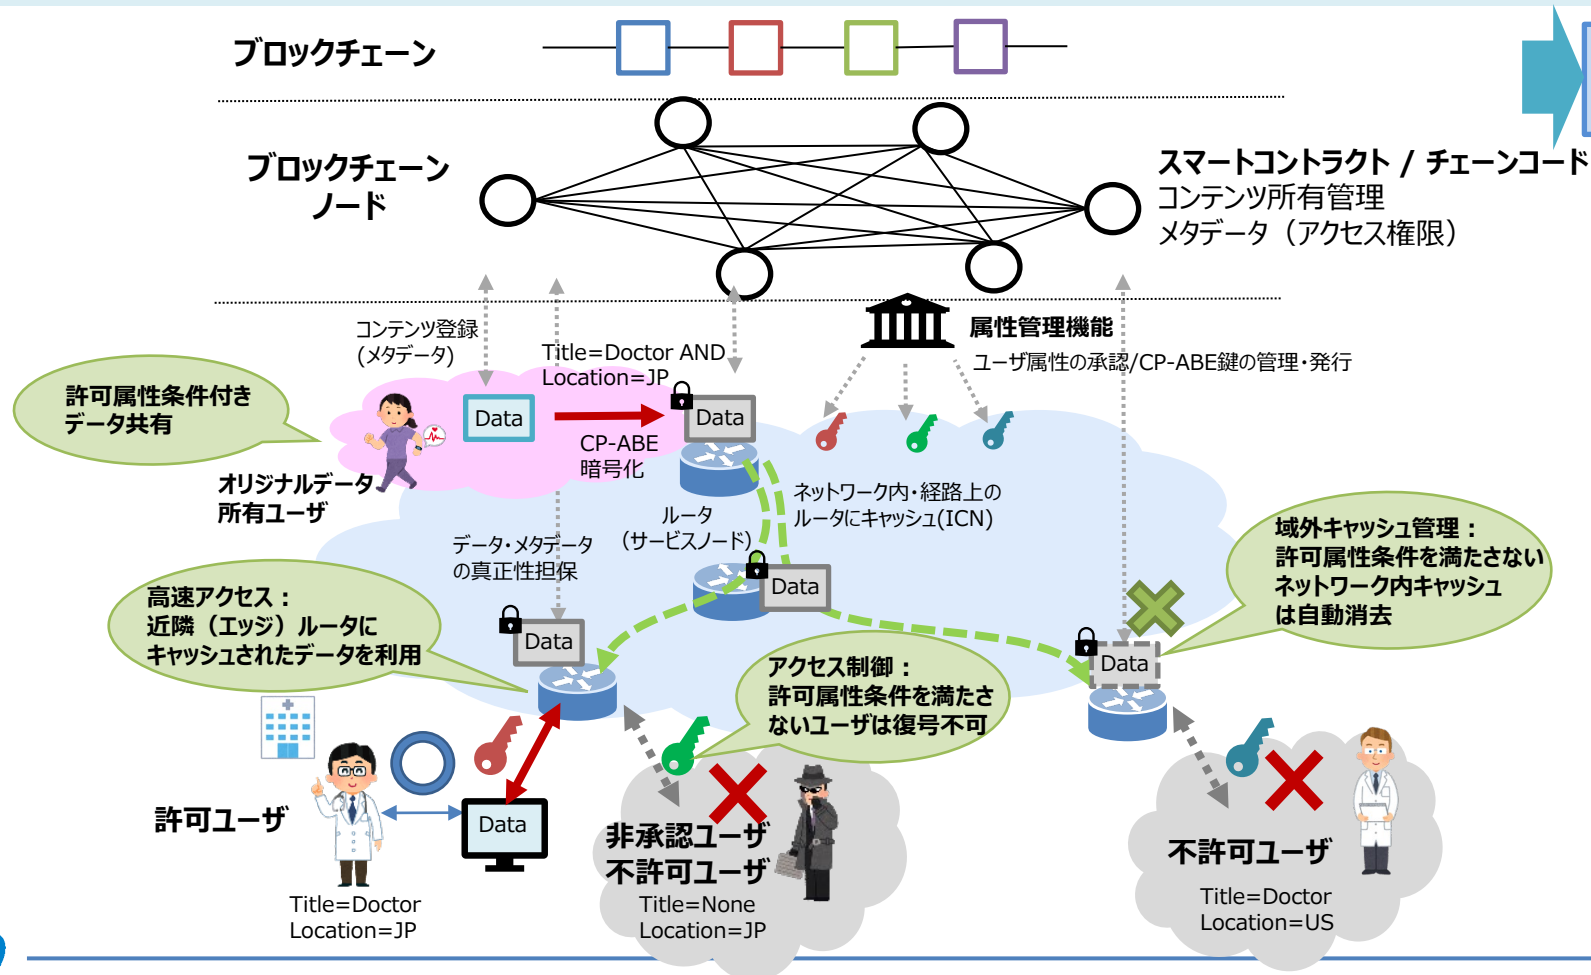 ブロックチェーン
ブロックチェーン
ノード
スマートコントラクト / チェーンコード
コンテンツ所有管理
メタデータ（アクセス権限）
コンテンツ登録
(メタデータ)
Title=Doctor AND
Location=JP
属性管理機能
ユーザ属性の承認/CP-ABE鍵の管理・発行
許可属性条件付き
データ共有
Data
Data
CP-ABE
暗号化
オリジナルデータ
所有ユーザ
ルータ
（サービスノード）
ネットワーク内・経路上の
ルータにキャッシュ(ICN)
データ・メタデータ
の真正性担保
域外キャッシュ管理：
許可属性条件を満たさない
ネットワーク内キャッシュ
は自動消去
高速アクセス：
近隣（エッジ）ルータに
キャッシュされたデータを利用
Data
Data
Data
アクセス制御：
許可属性条件を満たさ
ないユーザは復号不可
許可ユーザ
Data
Title=Doctor
Location=JP
非承認ユーザ
不許可ユーザ
Title=None
Location=JP
不許可ユーザ
Title=Doctor
Location=US